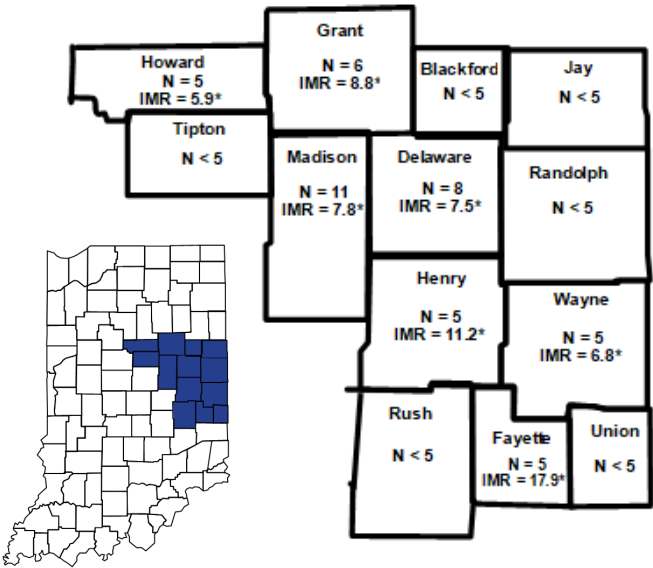 Grant
N = 6
IMR = 8.8*
Howard
N = 5
IMR = 5.9*
Blackford
N < 5
Jay
N < 5
Tipton
N < 5
Madison
N = 11
IMR = 7.8*
Delaware
N = 8
IMR = 7.5*
Randolph
N < 5
Henry
N = 5
IMR = 11.2*
Wayne
N = 5
IMR = 6.8*
Rush
N < 5
Fayette
N = 5
IMR = 17.9*
Union
N < 5